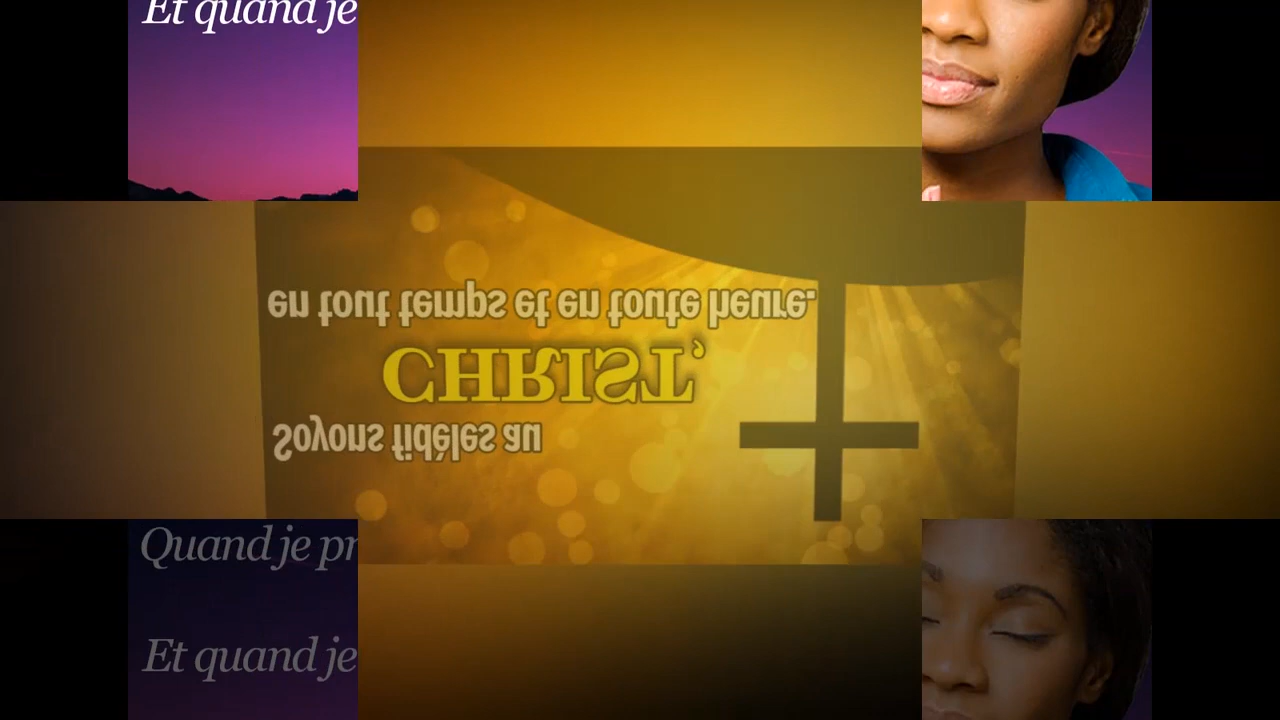 Et quand je
Soyons fidèles au
CHRIST,
en tout temps et en toute heure.
Quand je pr
Et quand je